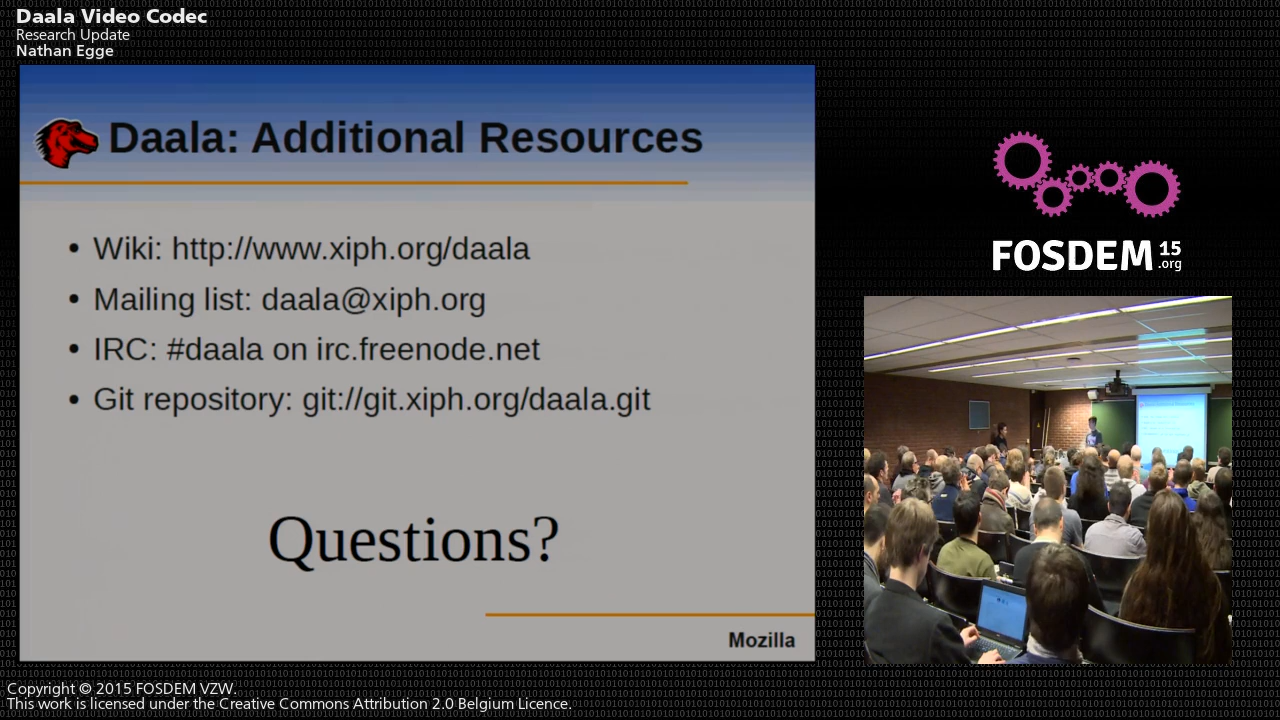 Daala Video Codec
Research Update
Nathan Egge
Daala: Additional Resources
• Wiki: http://www.xiph.org/daala
• Mailing list: daala@xiph.org
• IRC: #daala on irc.freenode.net
• Git repository: git://git.xiph.org/daala.git
Questions?
Mozilla
FOSDEM 15
.org
Copyright © 2015 FOSDEM VZW.
This work is licensed under the Creative Commons Attribution 2.0 Belgium Licence.